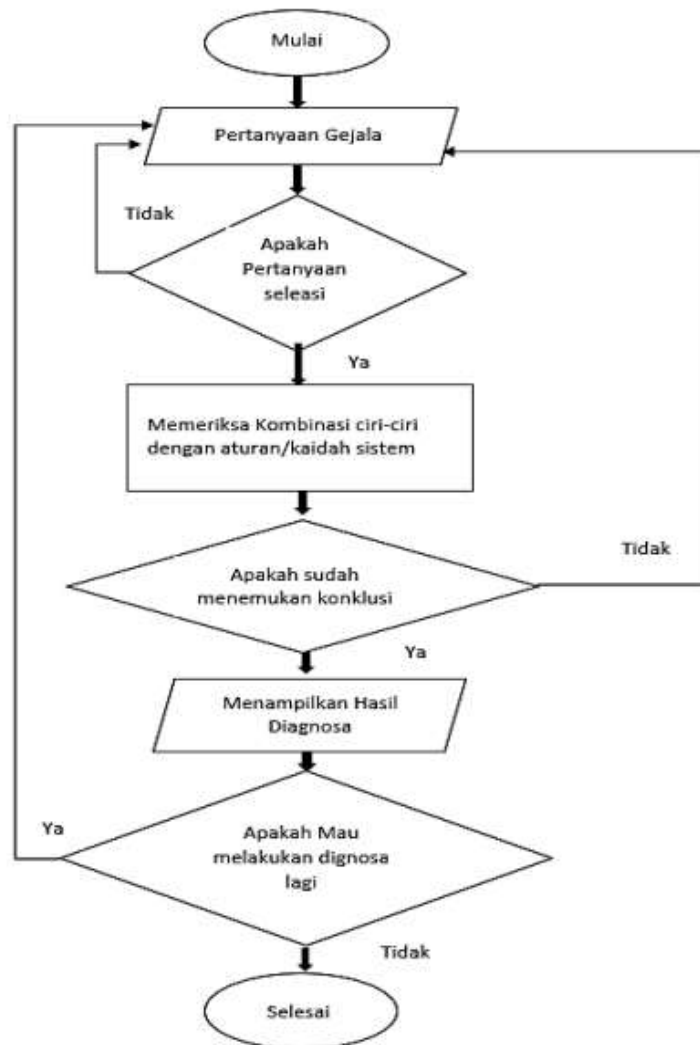 Mulai
Pertanyaan Gejala
Tidak
Apakah
Pertanyaan
seleasi
Ya
Memeriksa Kombinasi ciri-ciri
dengan aturan/kaidah sistem
Tidak
Apakah sudah
menemukan konklusi
Ya
Menampilkan Hasil
Diagnosa
Ya
Apakah Mau
melakukan dignosa
lagi
Tidak
Selesai